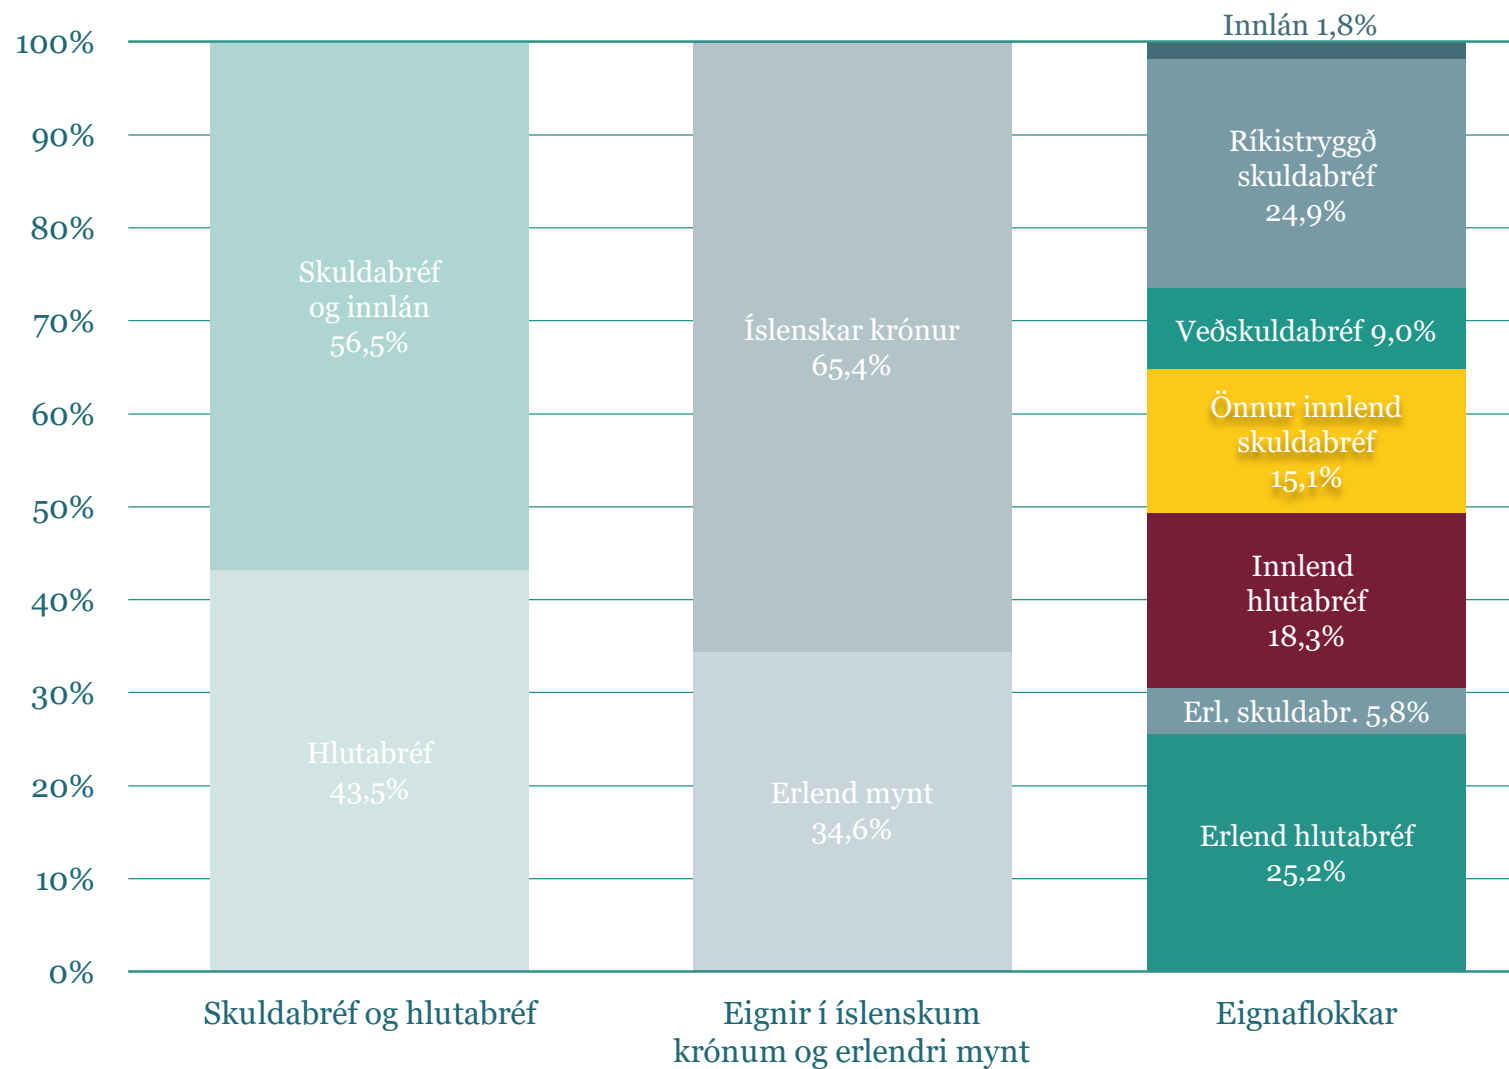 Innlán 1,8%
100%
90%
80%
70%
60%
50%
40%
30%
20%
10%
0%
Skuldabréf
og innlán
56,5%
Hlutabréf
43,5%
Íslenskar krónur
65,4%
Erlend mynt
34,6%
Ríkistryggð
skuldabréf
24,9%
Veðskuldabréf 9,0%
Önnur innlend
skuldabréf
15,1%
Innlend
hlutabréf
18,3%
Erl. skuldabr. 5,8%
Erlend hlutabréf
25,2%
Skuldabréf og hlutabréf
Eignir í íslenskum
krónum og erlendri mynt
Eignaflokkar